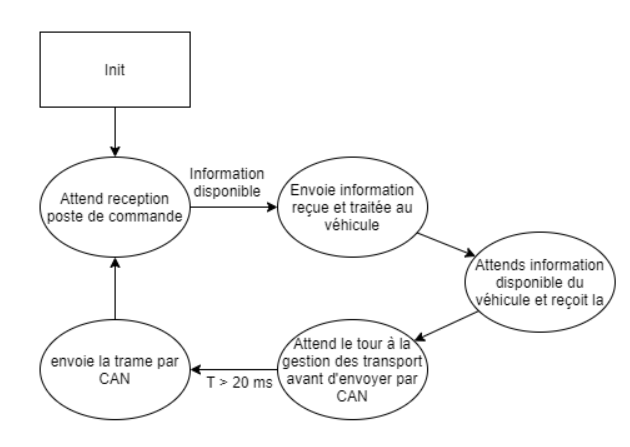 Init
Attend reception
poste de commande
Information
disponible
Envoie information
reçue et traitée au
véhicule
Attends information
disponible du
véhicule et reçoit la
Attend le tour à la
gestion des transport
avant d'envoyer par
CAN
T > 20 ms
envoie la trame par
CAN